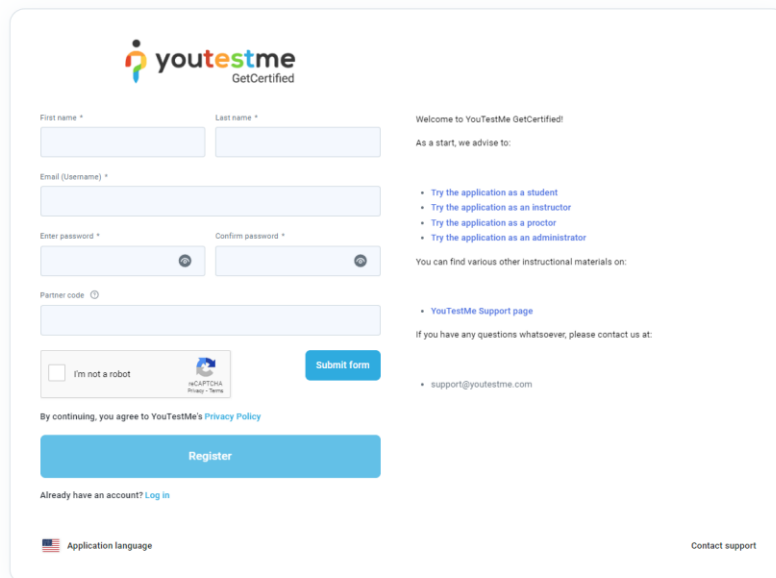 youtestme
GetCertified
First name *
Last name *
Email (Username) *
Enter password *
Confirm password *
Partner code ?
I'm not a robot
reCAPTCHA
Privacy - Terms
Submit form
By continuing, you agree to YouTestMe's Privacy Policy
Register
Already have an account? Log in
Welcome to YouTestMe GetCertified!
As a start, we advise to:
• Try the application as a student
• Try the application as an instructor
• Try the application as a proctor
• Try the application as an administrator
You can find various other instructional materials on:
• YouTestMe Support page
If you have any questions whatsoever, please contact us at:
• support@youtestme.com
Application language
Contact support